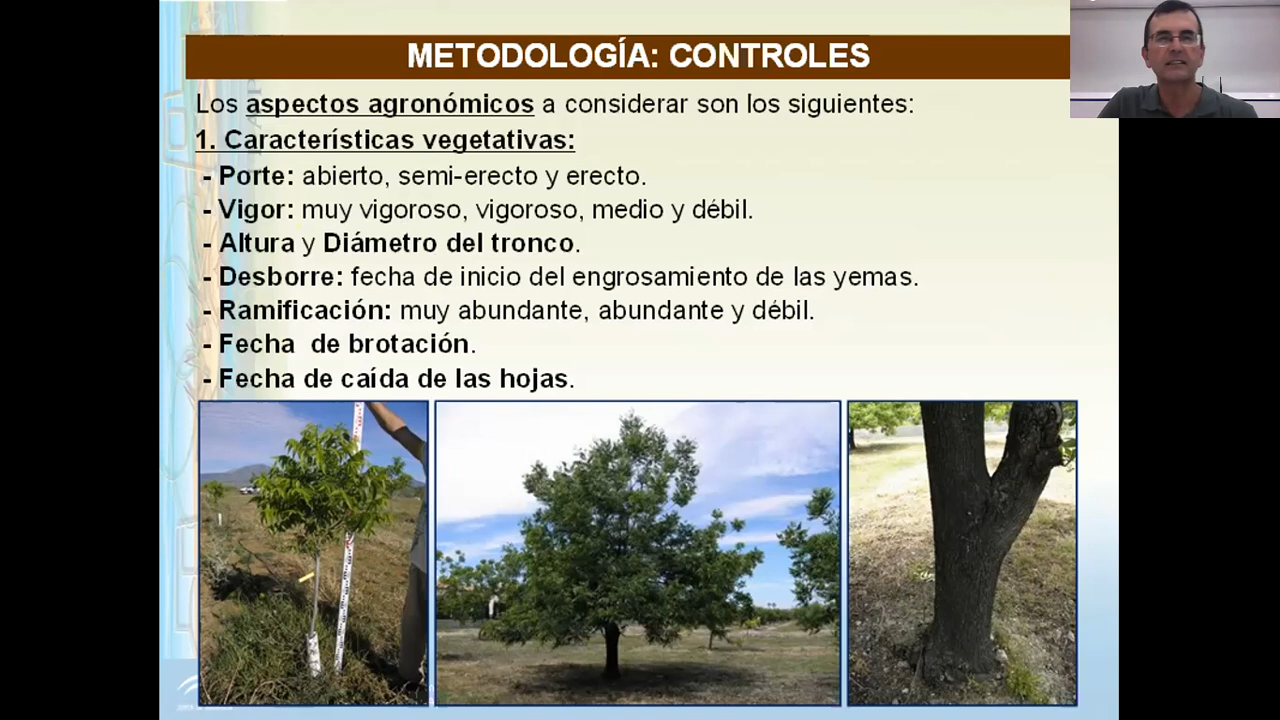 METODOLOGÍA: CONTROLES
Los aspectos agronómicos a considerar son los siguientes:
1. Características vegetativas:
- Porte: abierto, semi-erecto y erecto.
- Vigor: muy vigoroso, vigoroso, medio y débil.
- Altura y Diámetro del tronco.
- Desborre: fecha de inicio del engrosamiento de las yemas.
- Ramificación: muy abundante, abundante y débil.
- Fecha de brotación.
- Fecha de caída de las hojas.